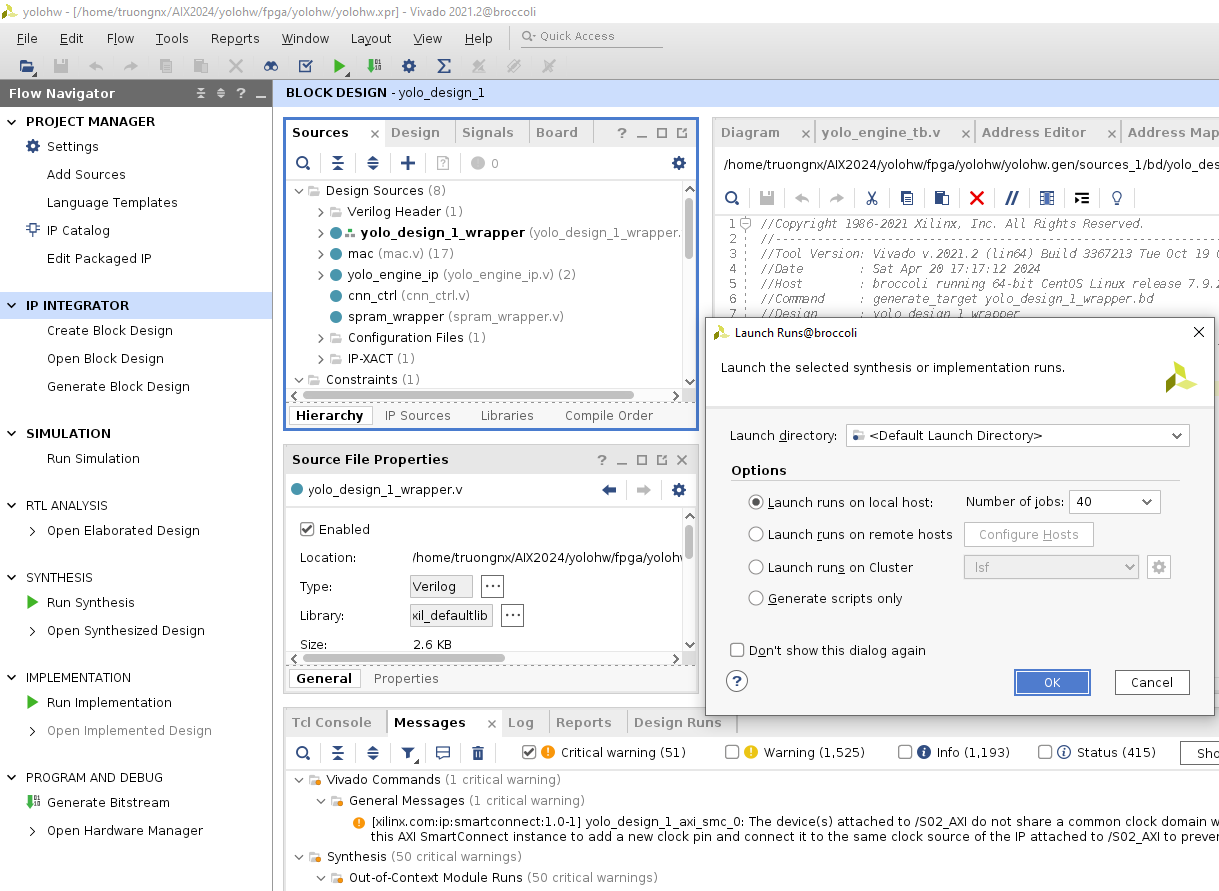 yolohw - [/home/truongnx/AIX2024/yolohw/fpga/yolohw/yolohw.xpr] - Vivado 2021.2@broccoli
File Edit Flow Tools Reports Window Layout View Help Quick Access
Flow Navigator
PROJECT MANAGER
Settings
Add Sources
Language Templates
IP Catalog
Edit Packaged IP
IP INTEGRATOR
Create Block Design
Open Block Design
Generate Block Design
SIMULATION
Run Simulation
RTL ANALYSIS
Open Elaborated Design
SYNTHESIS
Run Synthesis
Open Synthesized Design
IMPLEMENTATION
Run Implementation
Open Implemented Design
PROGRAM AND DEBUG
Generate Bitstream
Open Hardware Manager
BLOCK DESIGN - yolo_design_1
Sources Design Signals Board
0
Design Sources (8)
Verilog Header (1)
yolo_design_1_wrapper (yolo_design_1_wrapper.
mac (mac.v) (17)
yolo_engine_ip (yolo_engine_ip.v) (2)
cnn_ctrl (cnn_ctrl.v)
spram_wrapper (spram_wrapper.v)
Configuration Files (1)
IP-XACT (1)
Constraints (1)
Hierarchy IP Sources Libraries Compile Order
Source File Properties
yolo_design_1_wrapper.v
Enabled
Location: /home/truongnx/AIX2024/yolohw/fpga/yoloh
Type: Verilog
Library: xil_defaultlib
Size: 2.6 KB
General Properties
Diagram yolo_engine_tb.v Address Editor Address Map
/home/truongnx/AIX2024/yolohw/fpga/yolohw/yolohw.gen/sources_1/bd/yolo_des
1 //Copyright 1986-2021 Xilinx, Inc. All Rights Reserved.
2 //--------------------------------------------------------
3 //Tool Version: Vivado v.2021.2 (lin64) Build 3367213 Tue Oct 19
4 //Date : Sat Apr 20 17:17:12 2024
5 //Host : broccoli running 64-bit CentOS Linux release 7.9.
6 //Command : generate_target yolo_design_1_wrapper.bd
7 //Design : yolo_design_1_wrapper
Launch Runs@broccoli
Launch the selected synthesis or implementation runs.
Launch directory: <Default Launch Directory>
Options
Launch runs on local host: Number of jobs: 40
Launch runs on remote hosts Configure Hosts
Launch runs on Cluster lsf
Generate scripts only
Don't show this dialog again
OK Cancel
Tcl Console Messages Log Reports Design Runs
Critical warning (51) Warning (1,525) Info (1,193) Status (415) Sho
Vivado Commands (1 critical warning)
General Messages (1 critical warning)
[xilinx.com:ip:smartconnect:1.0-1] yolo_design_1_axi_smc_0: The device(s) attached to /S02_AXI do not share a common clock domain w
this AXI SmartConnect instance to add a new clock pin and connect it to the same clock source of the IP attached to /S02_AXI to prever
Synthesis (50 critical warnings)
Out-of-Context Module Runs (50 critical warnings)